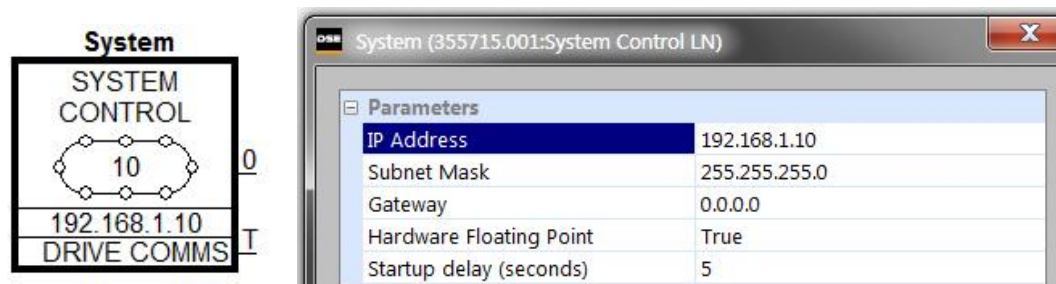 System
SYSTEM
CONTROL
10
0
192.168.1.10
DRIVE COMMS
T
DSE
System (355715.001:System Control LN)
X
Parameters
IP Address 192.168.1.10
Subnet Mask 255.255.255.0
Gateway 0.0.0.0
Hardware Floating Point True
Startup delay (seconds) 5